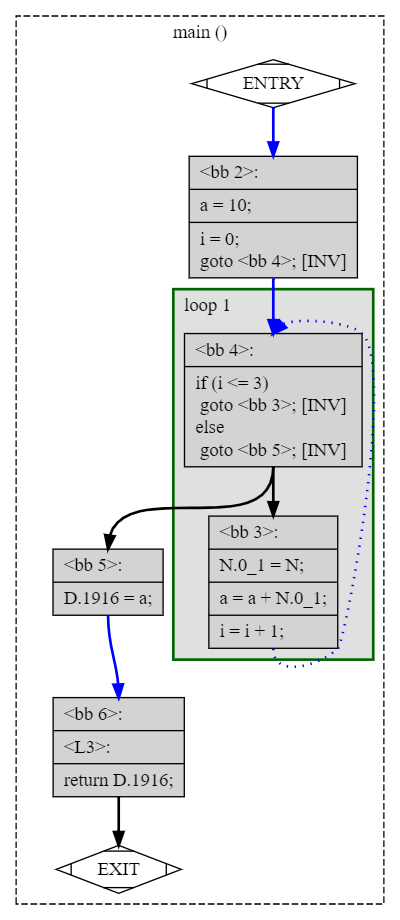 main ()
ENTRY
<bb 2>:
a = 10;
i = 0;
goto <bb 4>; [INV]
loop 1
<bb 4>:
if (i <= 3)
goto <bb 3>; [INV]
else
goto <bb 5>; [INV]
<bb 3>:
N.0_1 = N;
a = a + N.0_1;
i = i + 1;
<bb 5>:
D.1916 = a;
<bb 6>:
<L3>:
return D.1916;
EXIT